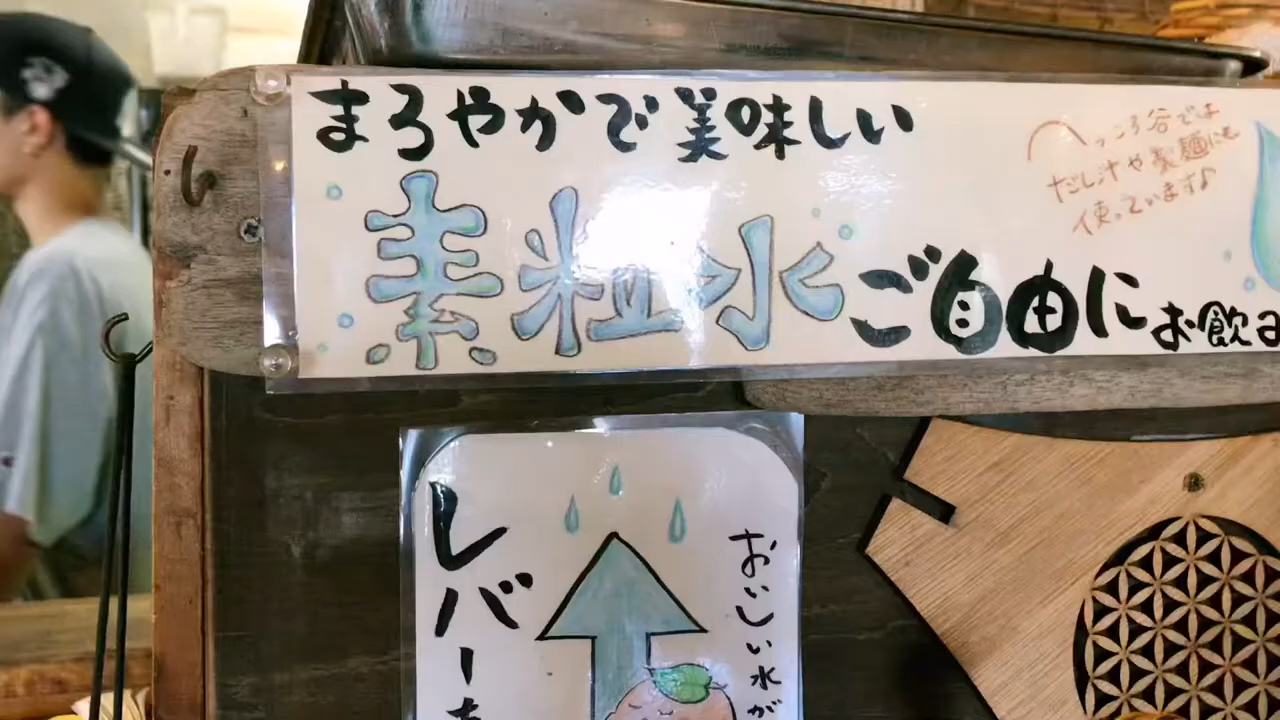 まろやかで美味しい
素粒水ご自由にお飲み
へっころ谷では
だし汁や製麺にも
使っています♪
レバーを
おいしい水が